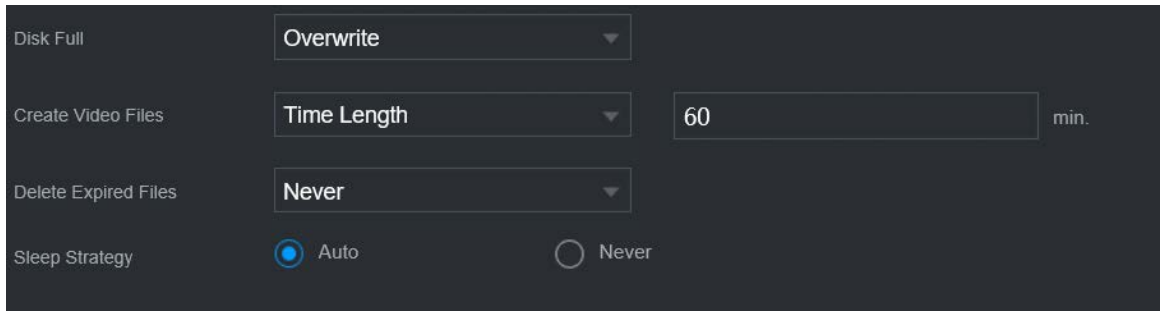 Disk Full Overwrite
Create Video Files Time Length 60 min.
Delete Expired Files Never
Sleep Strategy Auto Never